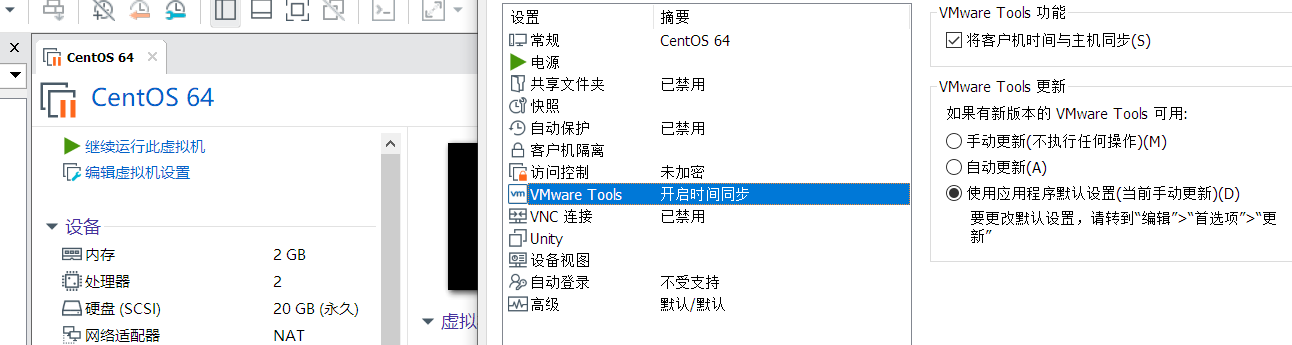 CentOS 64
CentOS 64
继续运行此虚拟机
编辑虚拟机设置
设备
内存 2 GB
处理器 2
硬盘 (SCSI) 20 GB (永久)
网络适配器 NAT
虚拟
设置 摘要
常规 CentOS 64
电源
共享文件夹 已禁用
快照
自动保护 已禁用
客户机隔离
访问控制 未加密
vm VMware Tools 开启时间同步
VNC 连接 已禁用
Unity
设备视图
自动登录 不受支持
高级 默认/默认
VMware Tools 功能
将客户机时间与主机同步(S)
VMware Tools 更新
如果有新版本的 VMware Tools 可用:
手动更新(不执行任何操作)(M)
自动更新(A)
使用应用程序默认设置(当前手动更新)(D)
要更改默认设置，请转到“编辑”>“首选项”>“更
新”